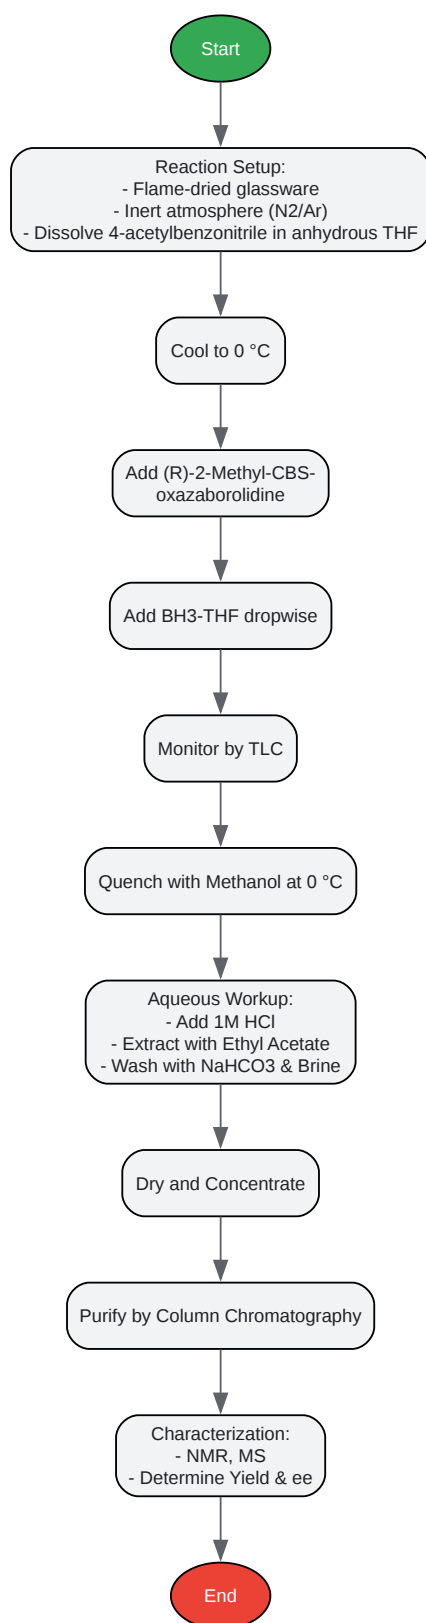 Start
Reaction Setup:
- Flame-dried glassware
- Inert atmosphere (N2/Ar)
- Dissolve 4-acetylbenzonitrile in anhydrous THF
Cool to 0 °C
Add (R)-2-Methyl-CBS-
oxazaborolidine
Add BH3-THF dropwise
Monitor by TLC
Quench with Methanol at 0 °C
Aqueous Workup:
- Add 1M HCl
- Extract with Ethyl Acetate
- Wash with NaHCO3 & Brine
Dry and Concentrate
Purify by Column Chromatography
Characterization:
- NMR, MS
- Determine Yield & ee
End